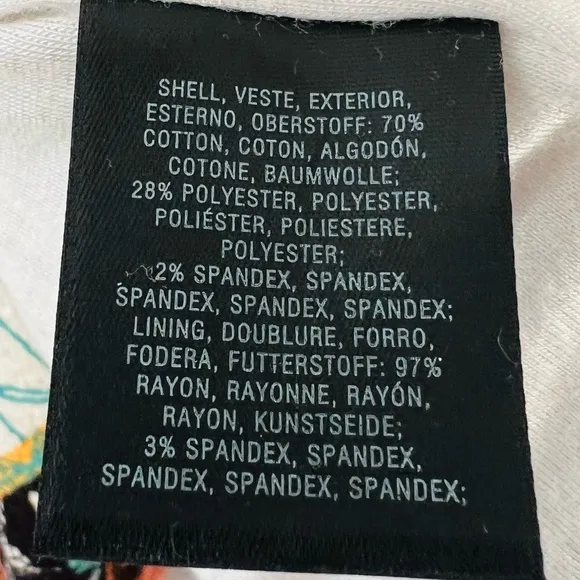 SHELL, VESTE, EXTERIOR,
ESTERNO, OBERSTOFF: 70%
COTTON, COTON, ALGODÓN,
COTONE, BAUMWOLLE;
28% POLYESTER, POLYESTER,
POLIÉSTER, POLIESTERE,
POLYESTER;
2% SPANDEX, SPANDEX,
SPANDEX, SPANDEX, SPANDEX;
LINING, DOUBLURE, FORRO,
FODERA, FUTTERSTOFF: 97%
RAYON, RAYONNE, RAYÓN,
RAYON, KUNSTSEIDE;
3% SPANDEX, SPANDEX,
SPANDEX, SPANDEX, SPANDEX;